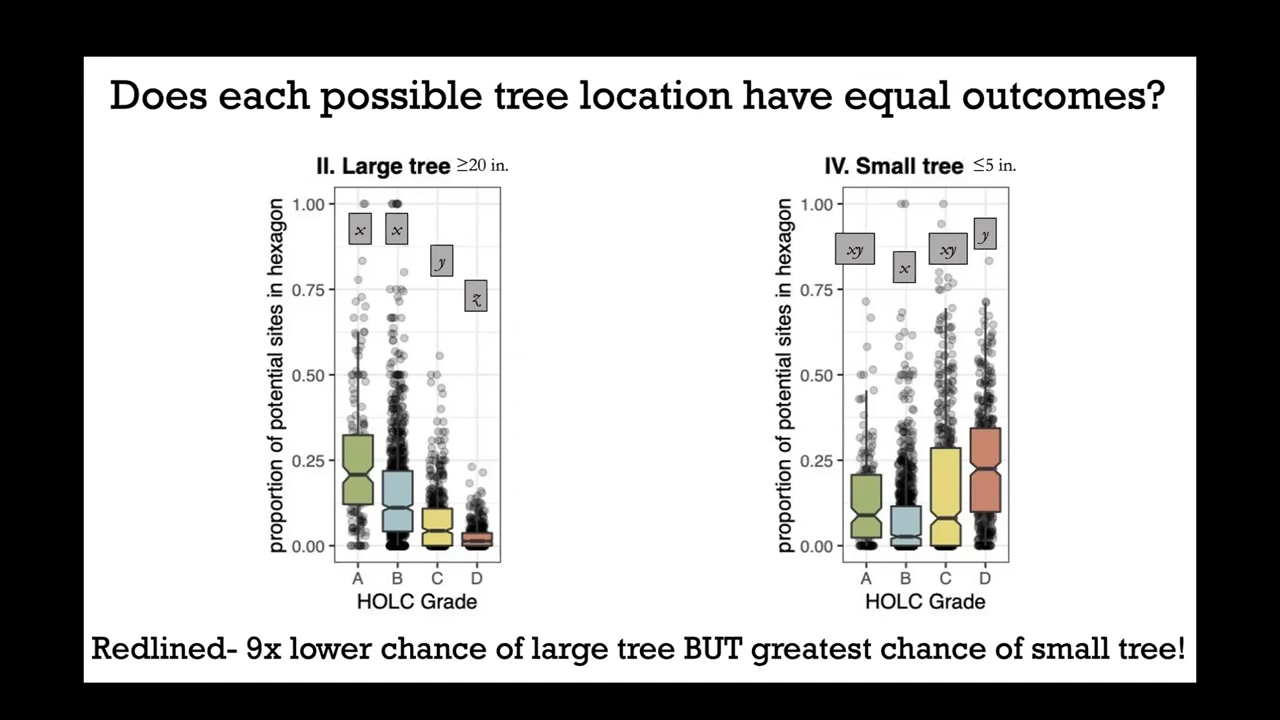 Does each possible tree location have equal outcomes?
II. Large tree ≥20 in.
proportion of potential sites in hexagon
1.00
0.75
0.50
0.25
0.00
x
x
y
z
A B C D
HOLC Grade
IV. Small tree ≤5 in.
proportion of potential sites in hexagon
1.00
0.75
0.50
0.25
0.00
xy
x
xy
y
A B C D
HOLC Grade
Redlined- 9x lower chance of large tree BUT greatest chance of small tree!